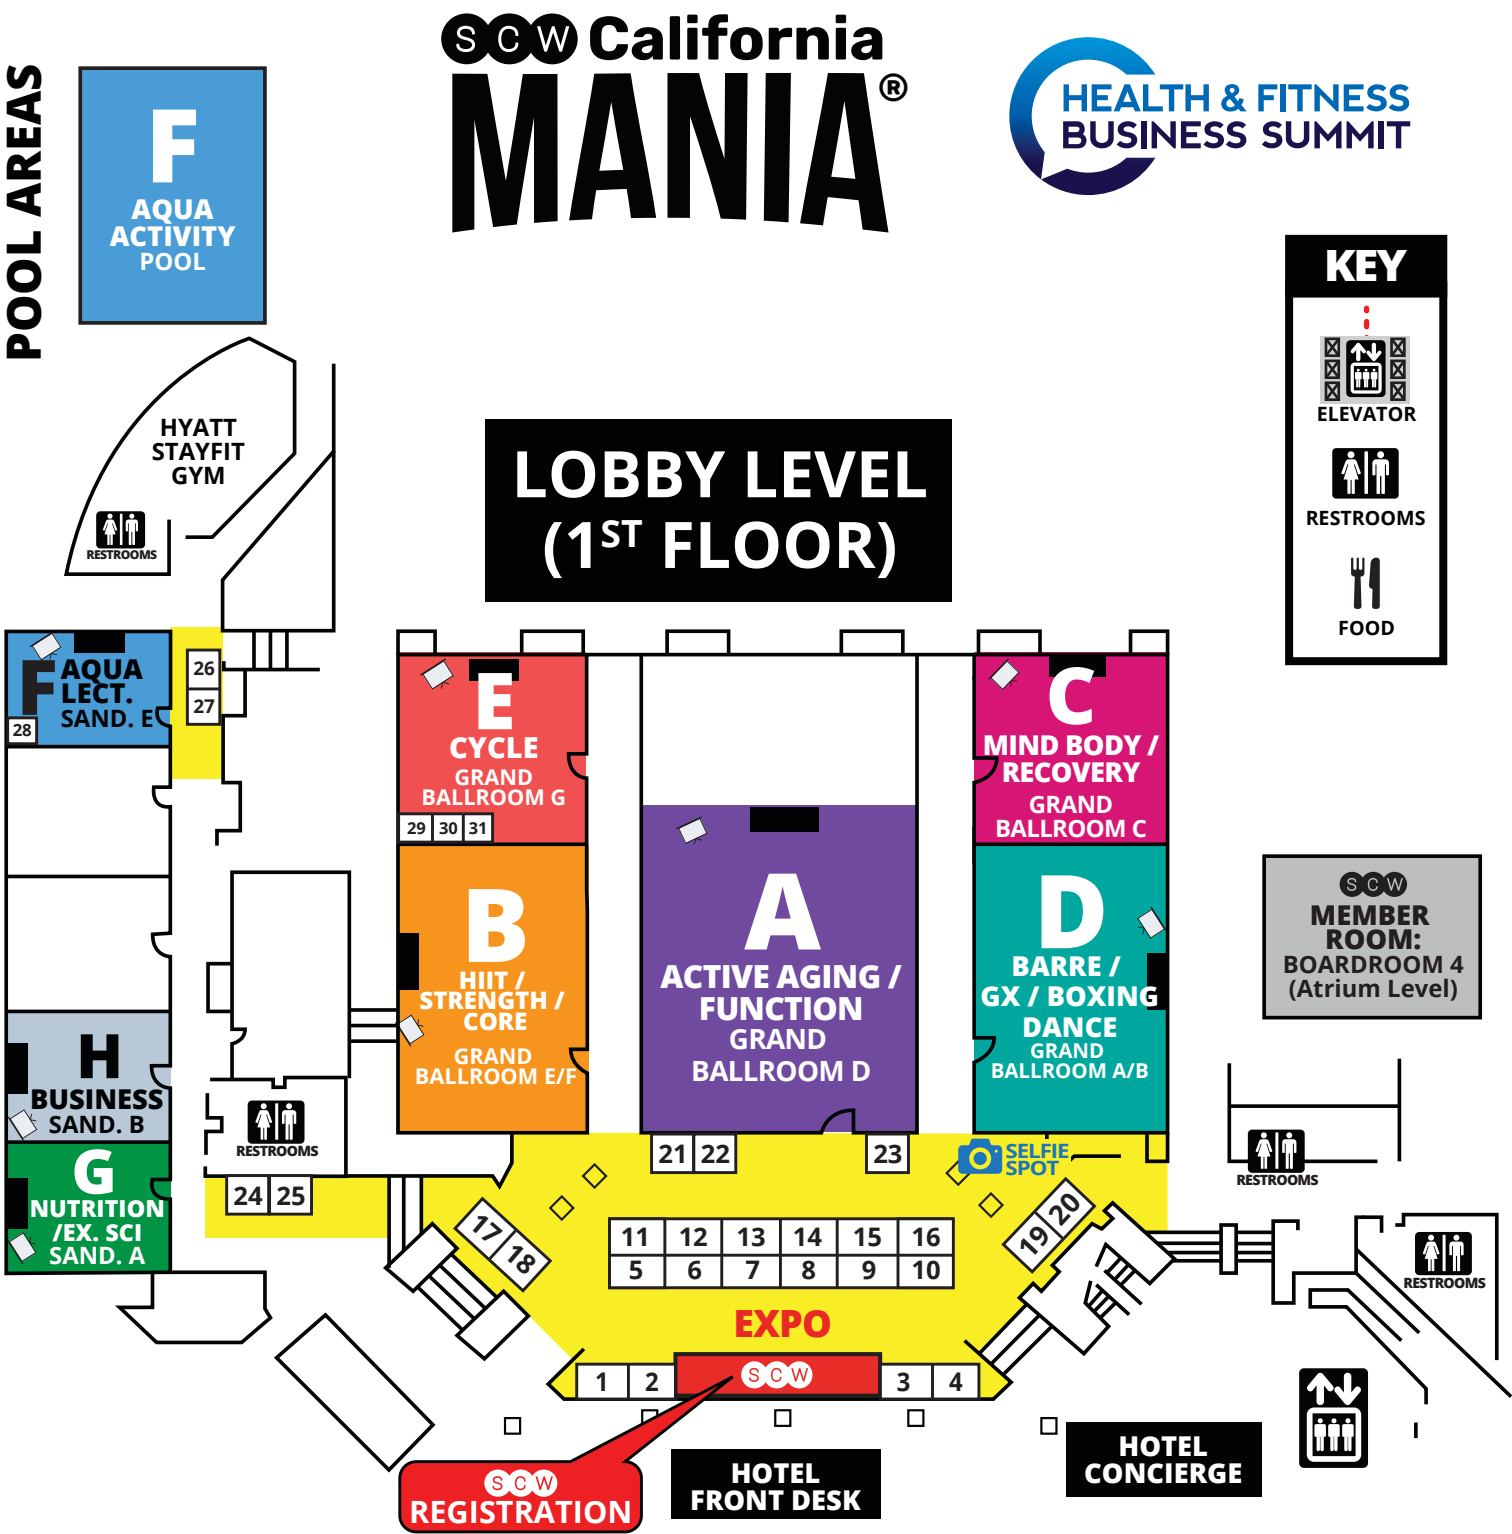 SCW California
MANIA®
HEALTH & FITNESS
BUSINESS SUMMIT
POOL AREAS
F
AQUA
ACTIVITY
POOL
KEY
ELEVATOR
RESTROOMS
FOOD
HYATT
STAYFIT
GYM
RESTROOMS
LOBBY LEVEL
(1ST FLOOR)
F
AQUA
LECT.
SAND. E
28
26
27
E
CYCLE
GRAND
BALLROOM G
29 30 31
C
MIND BODY /
RECOVERY
GRAND
BALLROOM C
B
HIIT /
STRENGTH /
CORE
GRAND
BALLROOM E/F
A
ACTIVE AGING /
FUNCTION
GRAND
BALLROOM D
D
BARRE /
GX / BOXING
DANCE
GRAND
BALLROOM A/B
SCW
MEMBER
ROOM:
BOARDROOM 4
(Atrium Level)
H
BUSINESS
SAND. B
G
NUTRITION
/EX. SCI
SAND. A
RESTROOMS
24 25
21 22
23
SELFIE
SPOT
RESTROOMS
RESTROOMS
17 18
19 20
11 12 13 14 15 16
5 6 7 8 9 10
EXPO
1 2
SCW
3 4
SCW
REGISTRATION
HOTEL
FRONT DESK
HOTEL
CONCIERGE